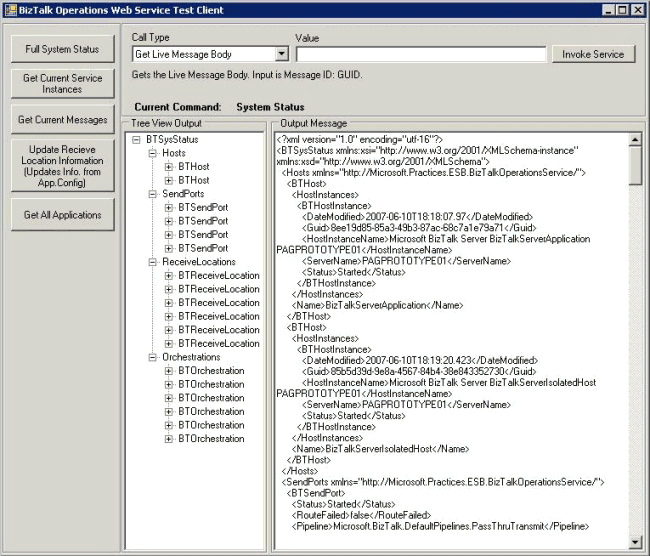 BizTalk Operations Web Service Test Client
Full System Status
Get Current Service
Instances
Get Current Messages
Update Recieve
Location Information
(Updates Info. from
App.Config)
Get All Applications
Call Type
Value
Get Live Message Body
Invoke Service
Gets the Live Message Body. Input is Message ID: GUID.
Current Command: System Status
Tree View Output
BTSysStatus
Hosts
BTHost
BTHost
SendPorts
BTSendPort
BTSendPort
BTSendPort
BTSendPort
ReceiveLocations
BTReceiveLocation
BTReceiveLocation
BTReceiveLocation
BTReceiveLocation
BTReceiveLocation
BTReceiveLocation
Orchestrations
BTOrchestration
BTOrchestration
BTOrchestration
BTOrchestration
BTOrchestration
BTOrchestration
Output Message
<?xml version="1.0" encoding="utf-16"?>
<BTSysStatus xmlns:xsi="http://www.w3.org/2001/XMLSchema-instance"
xmlns:xsd="http://www.w3.org/2001/XMLSchema">
<Hosts xmlns="http://Microsoft.Practices.ESB.BizTalkOperationsService/">
<BTHost>
<HostInstances>
<BTHostInstance>
<DateModified>2007-06-10T18:18:07.97</DateModified>
<Guid>8ee19d85-85a3-49b3-87ac-68c7a1e79a71</Guid>
<HostInstanceName>Microsoft BizTalk Server BizTalkServerApplication
PAGPROTOTYPE01</HostInstanceName>
<ServerName>PAGPROTOTYPE01</ServerName>
<Status>Started</Status>
</BTHostInstance>
</HostInstances>
<Name>BizTalkServerApplication</Name>
</BTHost>
<BTHost>
<HostInstances>
<BTHostInstance>
<DateModified>2007-06-10T18:19:20.423</DateModified>
<Guid>85b5d39d-9e8a-4567-84b4-38e843352730</Guid>
<HostInstanceName>Microsoft BizTalk Server BizTalkServerIsolatedHost
PAGPROTOTYPE01</HostInstanceName>
<ServerName>PAGPROTOTYPE01</ServerName>
<Status>Started</Status>
</BTHostInstance>
</HostInstances>
<Name>BizTalkServerIsolatedHost</Name>
</BTHost>
</Hosts>
<SendPorts xmlns="http://Microsoft.Practices.ESB.BizTalkOperationsService/">
<BTSendPort>
<Status>Started</Status>
<RouteFailed>false</RouteFailed>
<Pipeline>Microsoft.BizTalk.DefaultPipelines.PassThruTransmit</Pipeline>